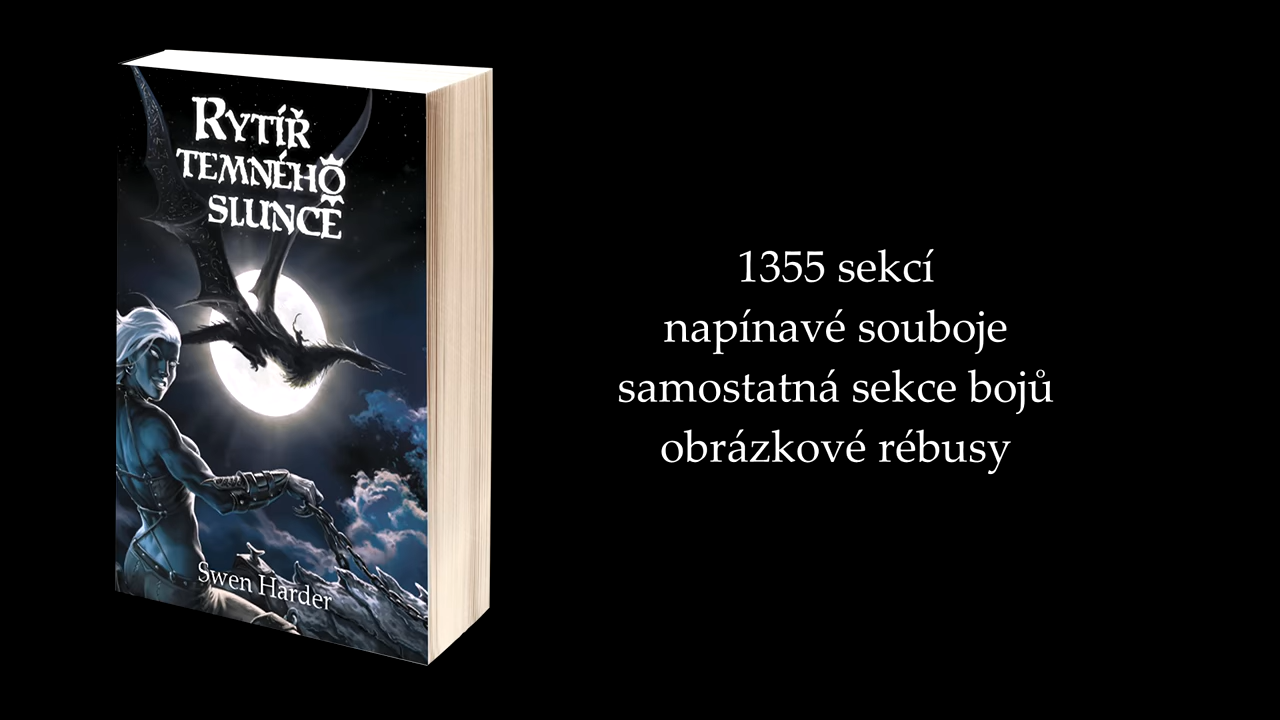 Rytíř
temného
slunce
Swen Harder
1355 sekcí
napínavé souboje
samostatná sekce bojů
obrázkové rébusy